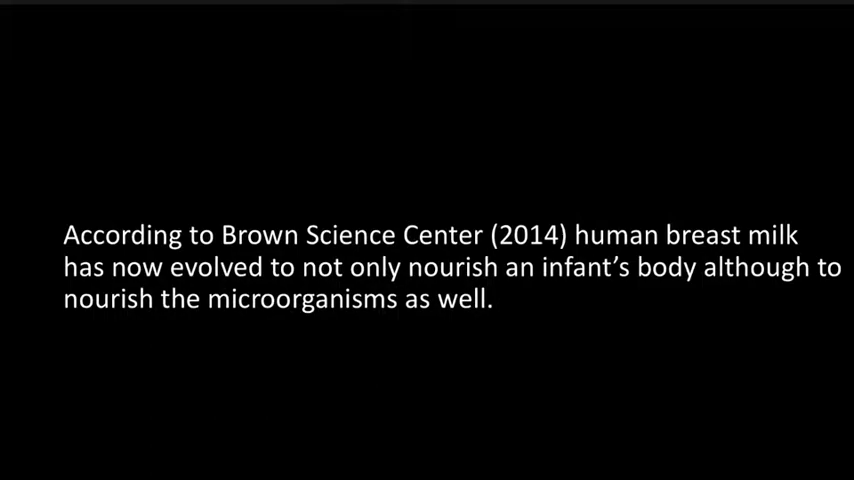 According to Brown Science Center (2014) human breast milk
has now evolved to not only nourish an infant’s body although to
nourish the microorganisms as well.